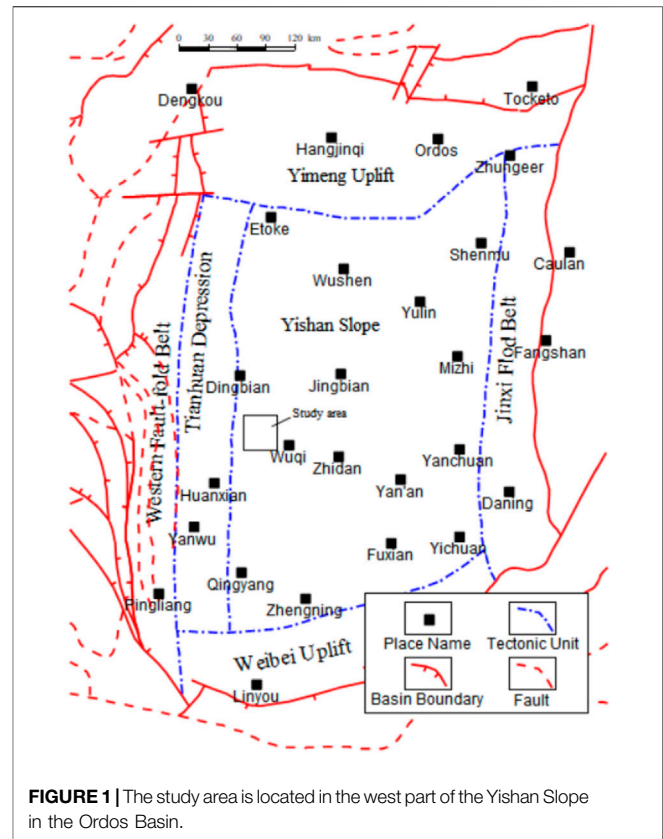 0 30 60 90 120 km
Dengkou
Tocketo
Hangjinqi
Ordos
Zhungeer
Yimeng Uplift
Etoke
Shenmu
Caulan
Wushen
Yulin
Yishan Slope
Tianhuan Depression
Western Fault-fold Belt
Jinxi Flod Belt
Fangshan
Mizhi
Dingbian
Jingbian
Study area
Wuqi
Zhidan
Yanchuan
Yan'an
Huanxian
Daning
Yanwu
Fuxian
Yichuan
Qingyang
Pingliang
Zhengning
Weibei Uplift
Linyou
Place Name
Tectonic Unit
Basin Boundary
Fault
FIGURE 1 | The study area is located in the west part of the Yishan Slope
in the Ordos Basin.